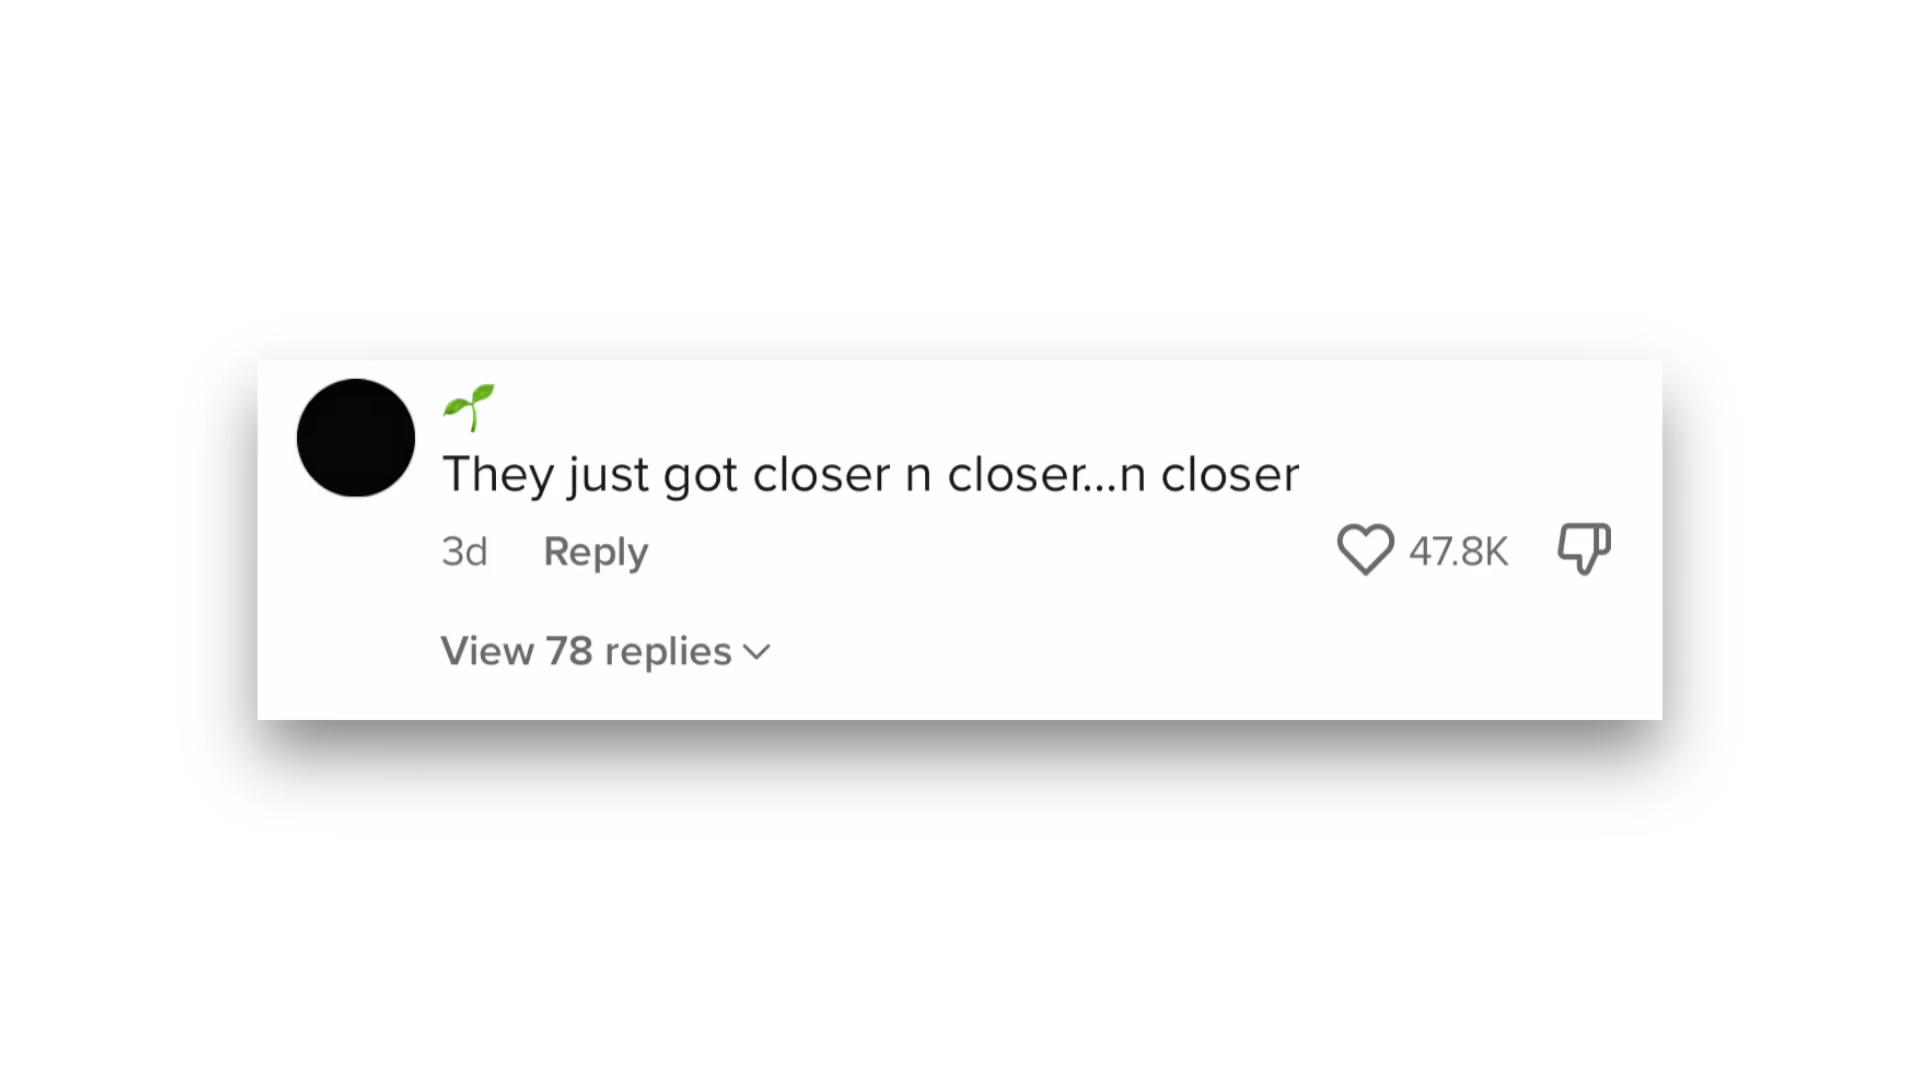 🌱
They just got closer n closer...n closer
3d Reply 47.8K
View 78 replies